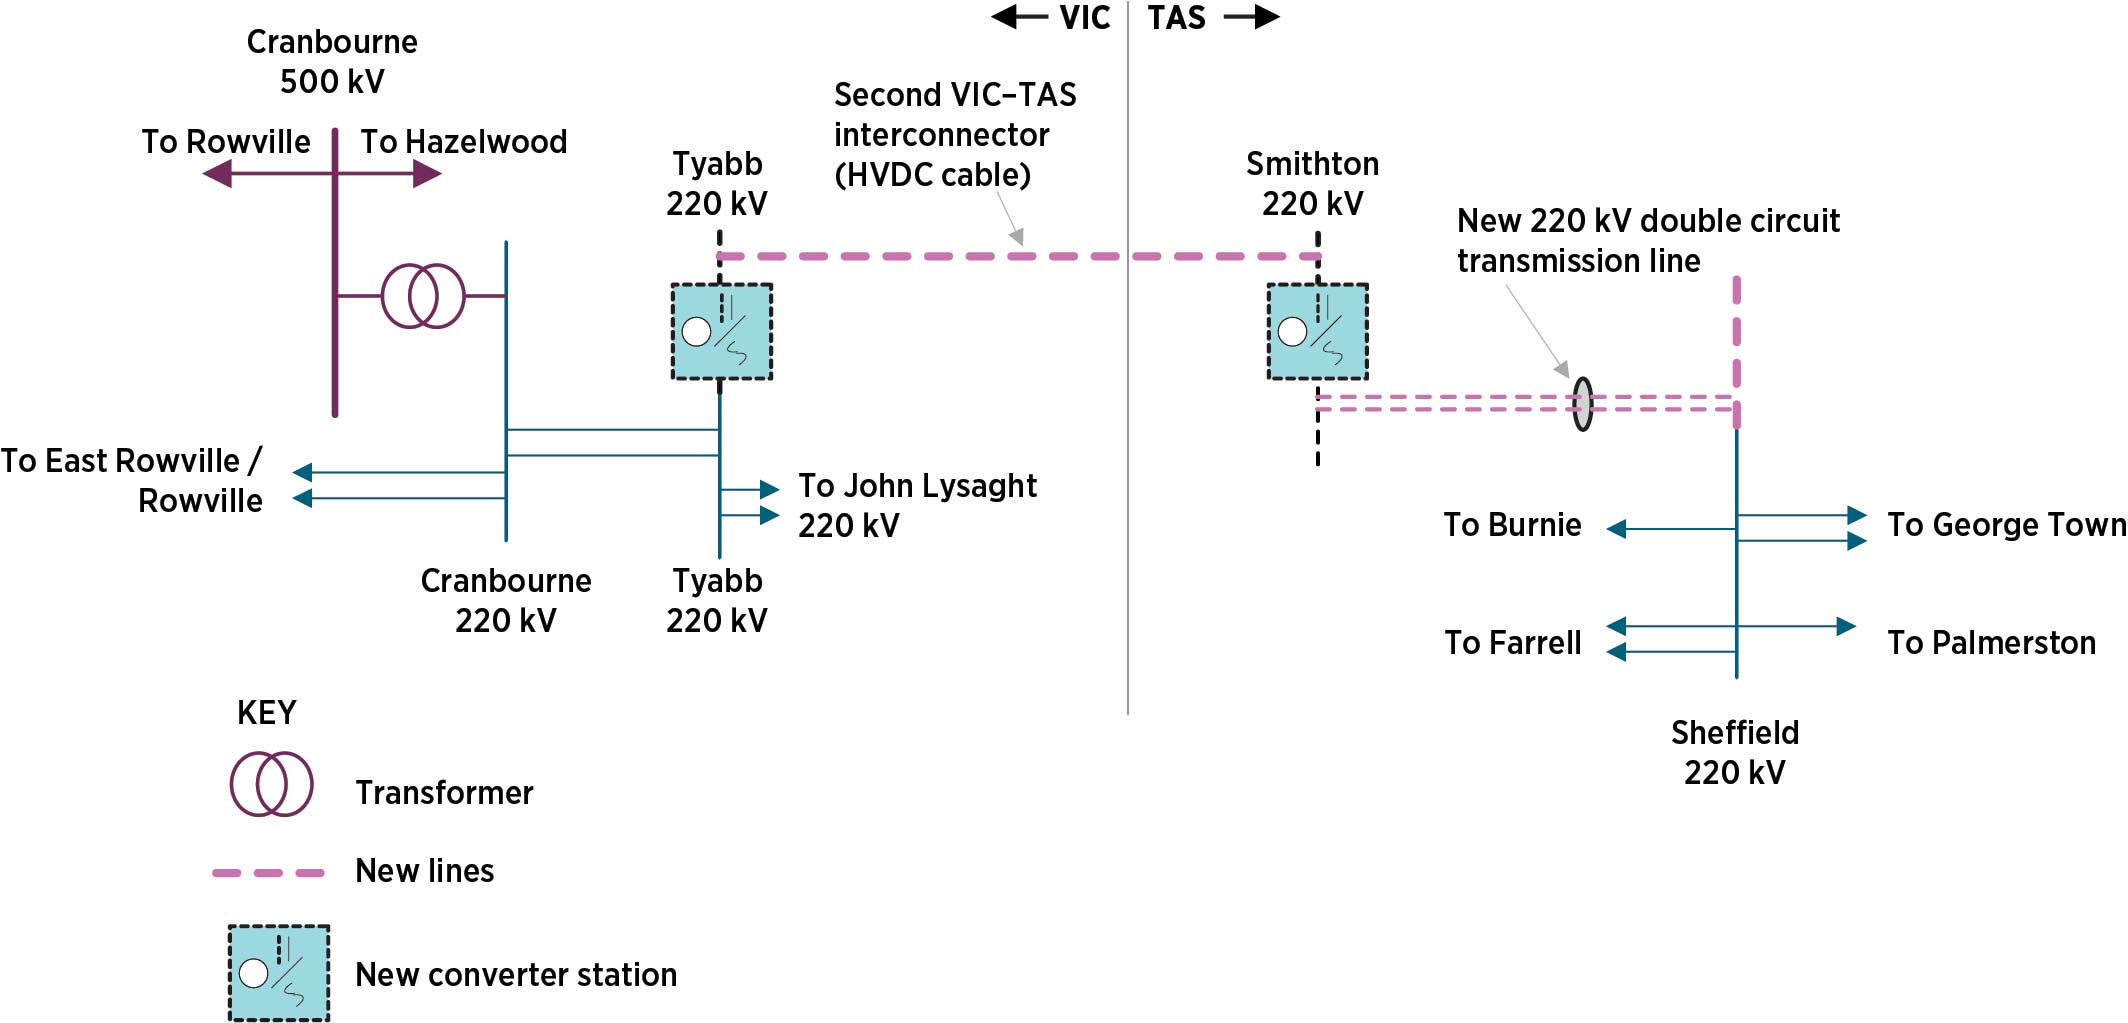 VIC
TAS
Cranbourne
500 kV
To Rowville
To Hazelwood
Second VIC–TAS
interconnector
(HVDC cable)
Tyabb
220 kV
Smithton
220 kV
New 220 kV double circuit
transmission line
To East Rowville /
Rowville
To John Lysaght
220 kV
Cranbourne
220 kV
Tyabb
220 kV
To Burnie
To George Town
To Farrell
To Palmerston
Sheffield
220 kV
KEY
Transformer
New lines
New converter station